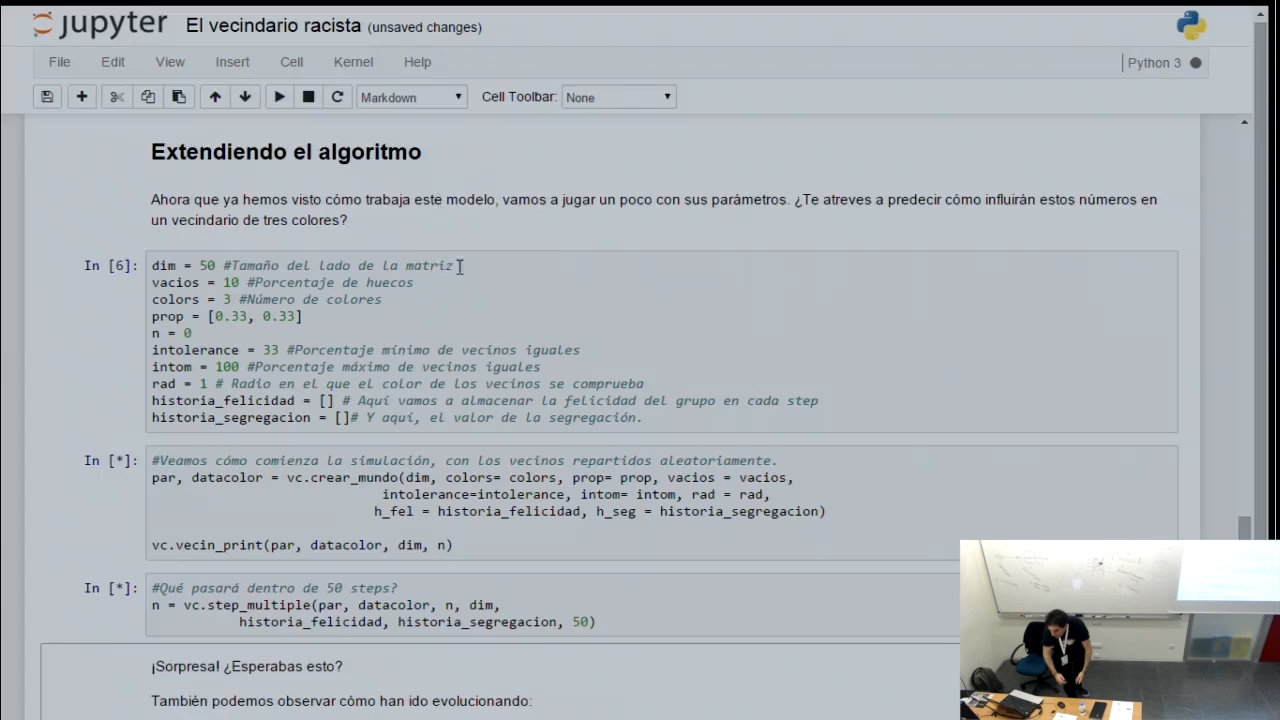 jupyter El vecindario racista (unsaved changes)
File Edit View Insert Cell Kernel Help Python 3
Markdown Cell Toolbar: None
Extendiendo el algoritmo
Ahora que ya hemos visto cómo trabaja este modelo, vamos a jugar un poco con sus parámetros. ¿Te atreves a predecir cómo influirán estos números en
un vecindario de tres colores?
In [6]: dim = 50 #Tamaño del lado de la matriz
vacios = 10 #Porcentaje de huecos
colors = 3 #Número de colores
prop = [0.33, 0.33]
n = 0
intolerance = 33 #Porcentaje mínimo de vecinos iguales
intom = 100 #Porcentaje máximo de vecinos iguales
rad = 1 # Radio en el que el color de los vecinos se comprueba
historia_felicidad = [] # Aquí vamos a almacenar la felicidad del grupo en cada step
historia_segregacion = []# Y aquí, el valor de la segregación.
In [*]: #Veamos cómo comienza la simulación, con los vecinos repartidos aleatoriamente.
par, datacolor = vc.crear_mundo(dim, colors= colors, prop= prop, vacios = vacios,
intolerance=intolerance, intom= intom, rad = rad,
h_fel = historia_felicidad, h_seg = historia_segregacion)
vc.vecin_print(par, datacolor, dim, n)
In [*]: #Qué pasará dentro de 50 steps?
n = vc.step_multiple(par, datacolor, n, dim,
historia_felicidad, historia_segregacion, 50)
¡Sorpresa! ¿Esperabas esto?
También podemos observar cómo han ido evolucionando: